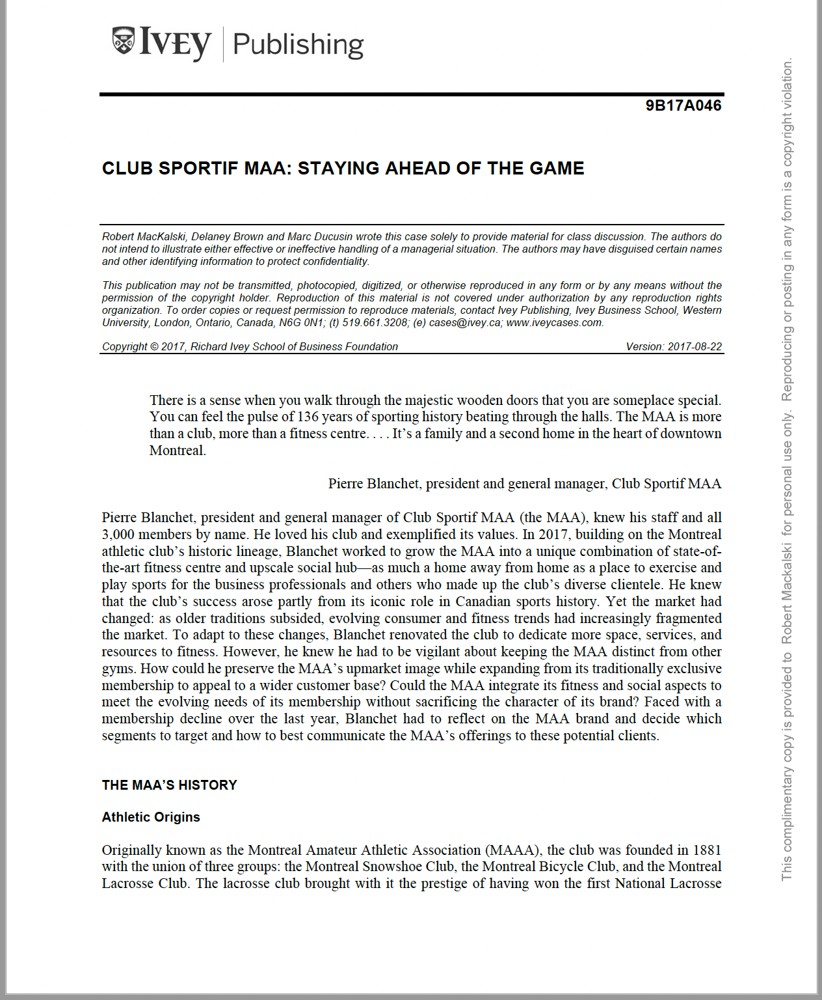 IVEY Publishing
9B17A046
CLUB SPORTIF MAA: STAYING AHEAD OF THE GAME
Robert MacKalski, Delaney Brown and Marc Ducusin wrote this case solely to provide material for class discussion. The authors do
not intend to illustrate either effective or ineffective handling of a managerial situation. The authors may have disguised certain names
and other identifying information to protect confidentiality.
This publication may not be transmitted, photocopied, digitized, or otherwise reproduced in any form or by any means without the
permission of the copyright holder. Reproduction of this material is not covered under authorization by any reproduction rights
organization. To order copies or request permission to reproduce materials, contact Ivey Publishing, Ivey Business School, Western
University, London, Ontario, Canada, N6G 0N1; (t) 519.661.3208; (e) cases@ivey.ca; www.iveycases.com.
Copyright © 2017, Richard Ivey School of Business Foundation Version: 2017-08-22
There is a sense when you walk through the majestic wooden doors that you are someplace special.
You can feel the pulse of 136 years of sporting history beating through the halls. The MAA is more
than a club, more than a fitness centre. . . . It’s a family and a second home in the heart of downtown
Montreal.
Pierre Blanchet, president and general manager, Club Sportif MAA
Pierre Blanchet, president and general manager of Club Sportif MAA (the MAA), knew his staff and all
3,000 members by name. He loved his club and exemplified its values. In 2017, building on the Montreal
athletic club’s historic lineage, Blanchet worked to grow the MAA into a unique combination of state-of-
the-art fitness centre and upscale social hub—as much a home away from home as a place to exercise and
play sports for the business professionals and others who made up the club’s diverse clientele. He knew
that the club’s success arose partly from its iconic role in Canadian sports history. Yet the market had
changed: as older traditions subsided, evolving consumer and fitness trends had increasingly fragmented
the market. To adapt to these changes, Blanchet renovated the club to dedicate more space, services, and
resources to fitness. However, he knew he had to be vigilant about keeping the MAA distinct from other
gyms. How could he preserve the MAA’s upmarket image while expanding from its traditionally exclusive
membership to appeal to a wider customer base? Could the MAA integrate its fitness and social aspects to
meet the evolving needs of its membership without sacrificing the character of its brand? Faced with a
membership decline over the last year, Blanchet had to reflect on the MAA brand and decide which
segments to target and how to best communicate the MAA’s offerings to these potential clients.
THE MAA’S HISTORY
Athletic Origins
Originally known as the Montreal Amateur Athletic Association (MAAA), the club was founded in 1881
with the union of three groups: the Montreal Snowshoe Club, the Montreal Bicycle Club, and the Montreal
Lacrosse Club. The lacrosse club brought with it the prestige of having won the first National Lacrosse
This complimentary copy is provided to Robert Mackalski for personal use only. Reproducing or posting in any form is a copyright violation.